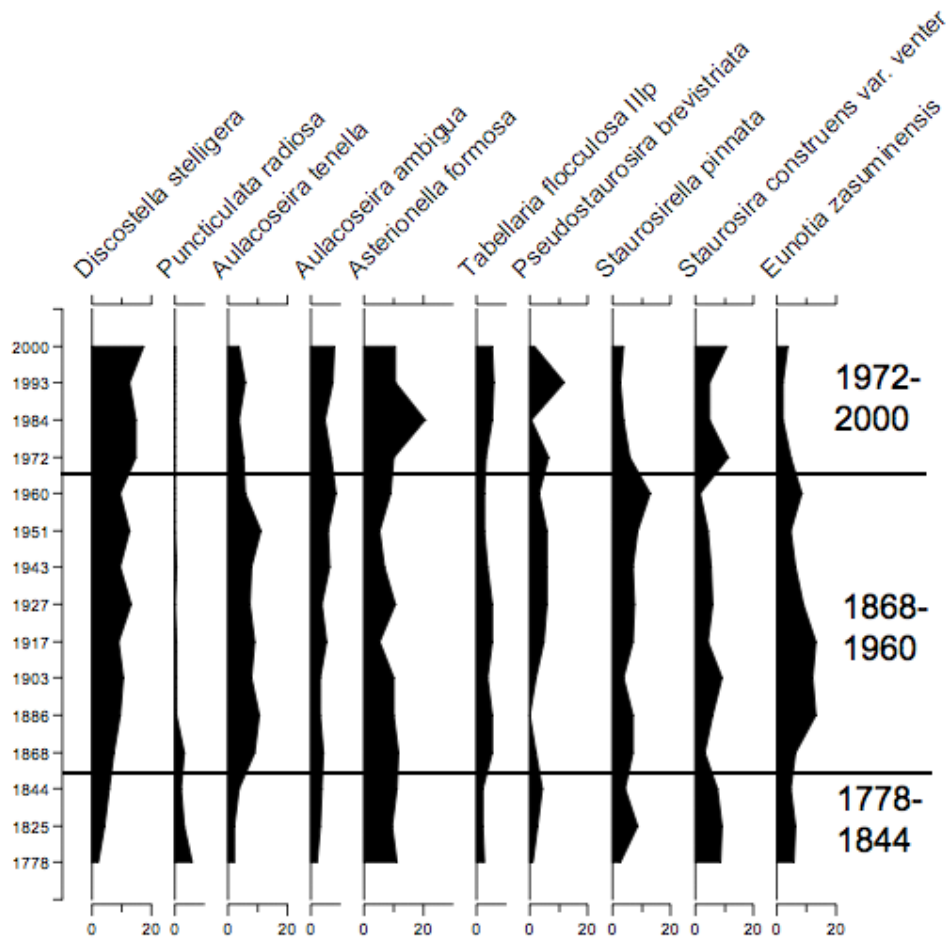 Discostella stelligera
Puncticulata radiosa
Aulacoseira tenella
Aulacoseira ambigua
Asterionella formosa
Tabellaria flocculosa IIIp
Pseudostaurosira brevistriata
Staurosirella pinnata
Staurosira construens var. venter
Eunotia zasuminensis
2000
1993
1984
1972
1960
1951
1943
1927
1917
1903
1886
1868
1844
1825
1778
1972-
2000
1868-
1960
1778-
1844
0 20 0 0 20 0 0 20 0 0 20 0 20 0 20 0 20